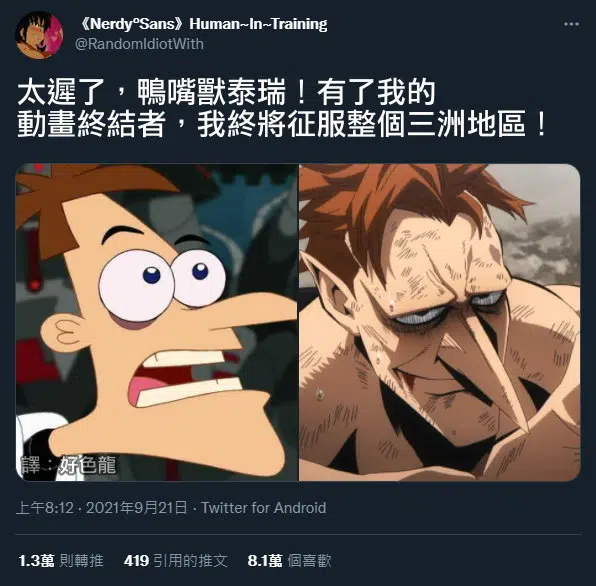 《NerdyºSans》Human~In~Training
@RandomIdiotWith
太遲了，鴨嘴獸泰瑞！有了我的
動畫終結者，我終將征服整個三洲地區！
譯：好色龍
上午8:12 · 2021年9月21日 · Twitter for Android
1.3萬 則轉推 419 引用的推文 8.1萬 個喜歡